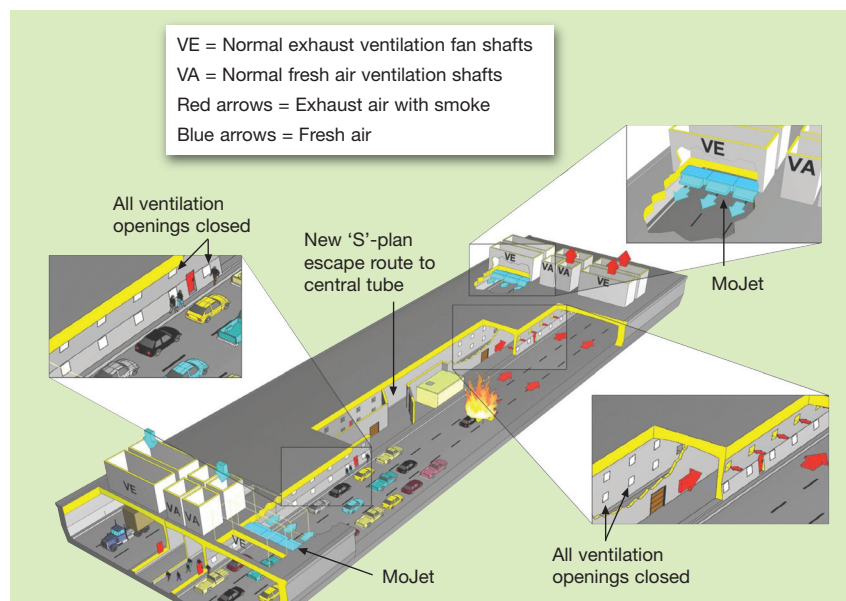 VE = Normal exhaust ventilation fan shafts
VA = Normal fresh air ventilation shafts
Red arrows = Exhaust air with smoke
Blue arrows = Fresh air
VE
VA
All ventilation
openings closed
New ‘S’-plan
escape route to
central tube
MoJet
VE
VA
VA
VE
VE
VA
VA
VE
MoJet
All ventilation
openings closed